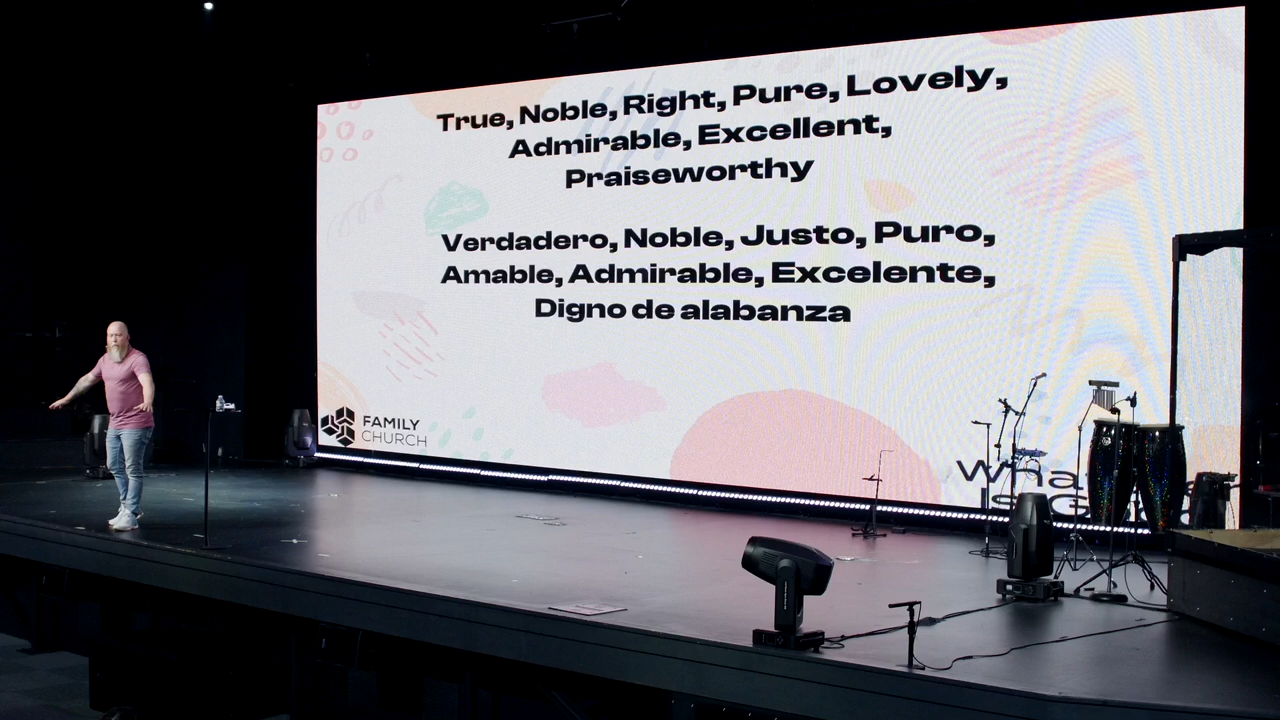 True, Noble, Right, Pure, Lovely,
Admirable, Excellent,
Praiseworthy
Verdadero, Noble, Justo, Puro,
Amable, Admirable, Excelente,
Digno de alabanza
FAMILY
CHURCH